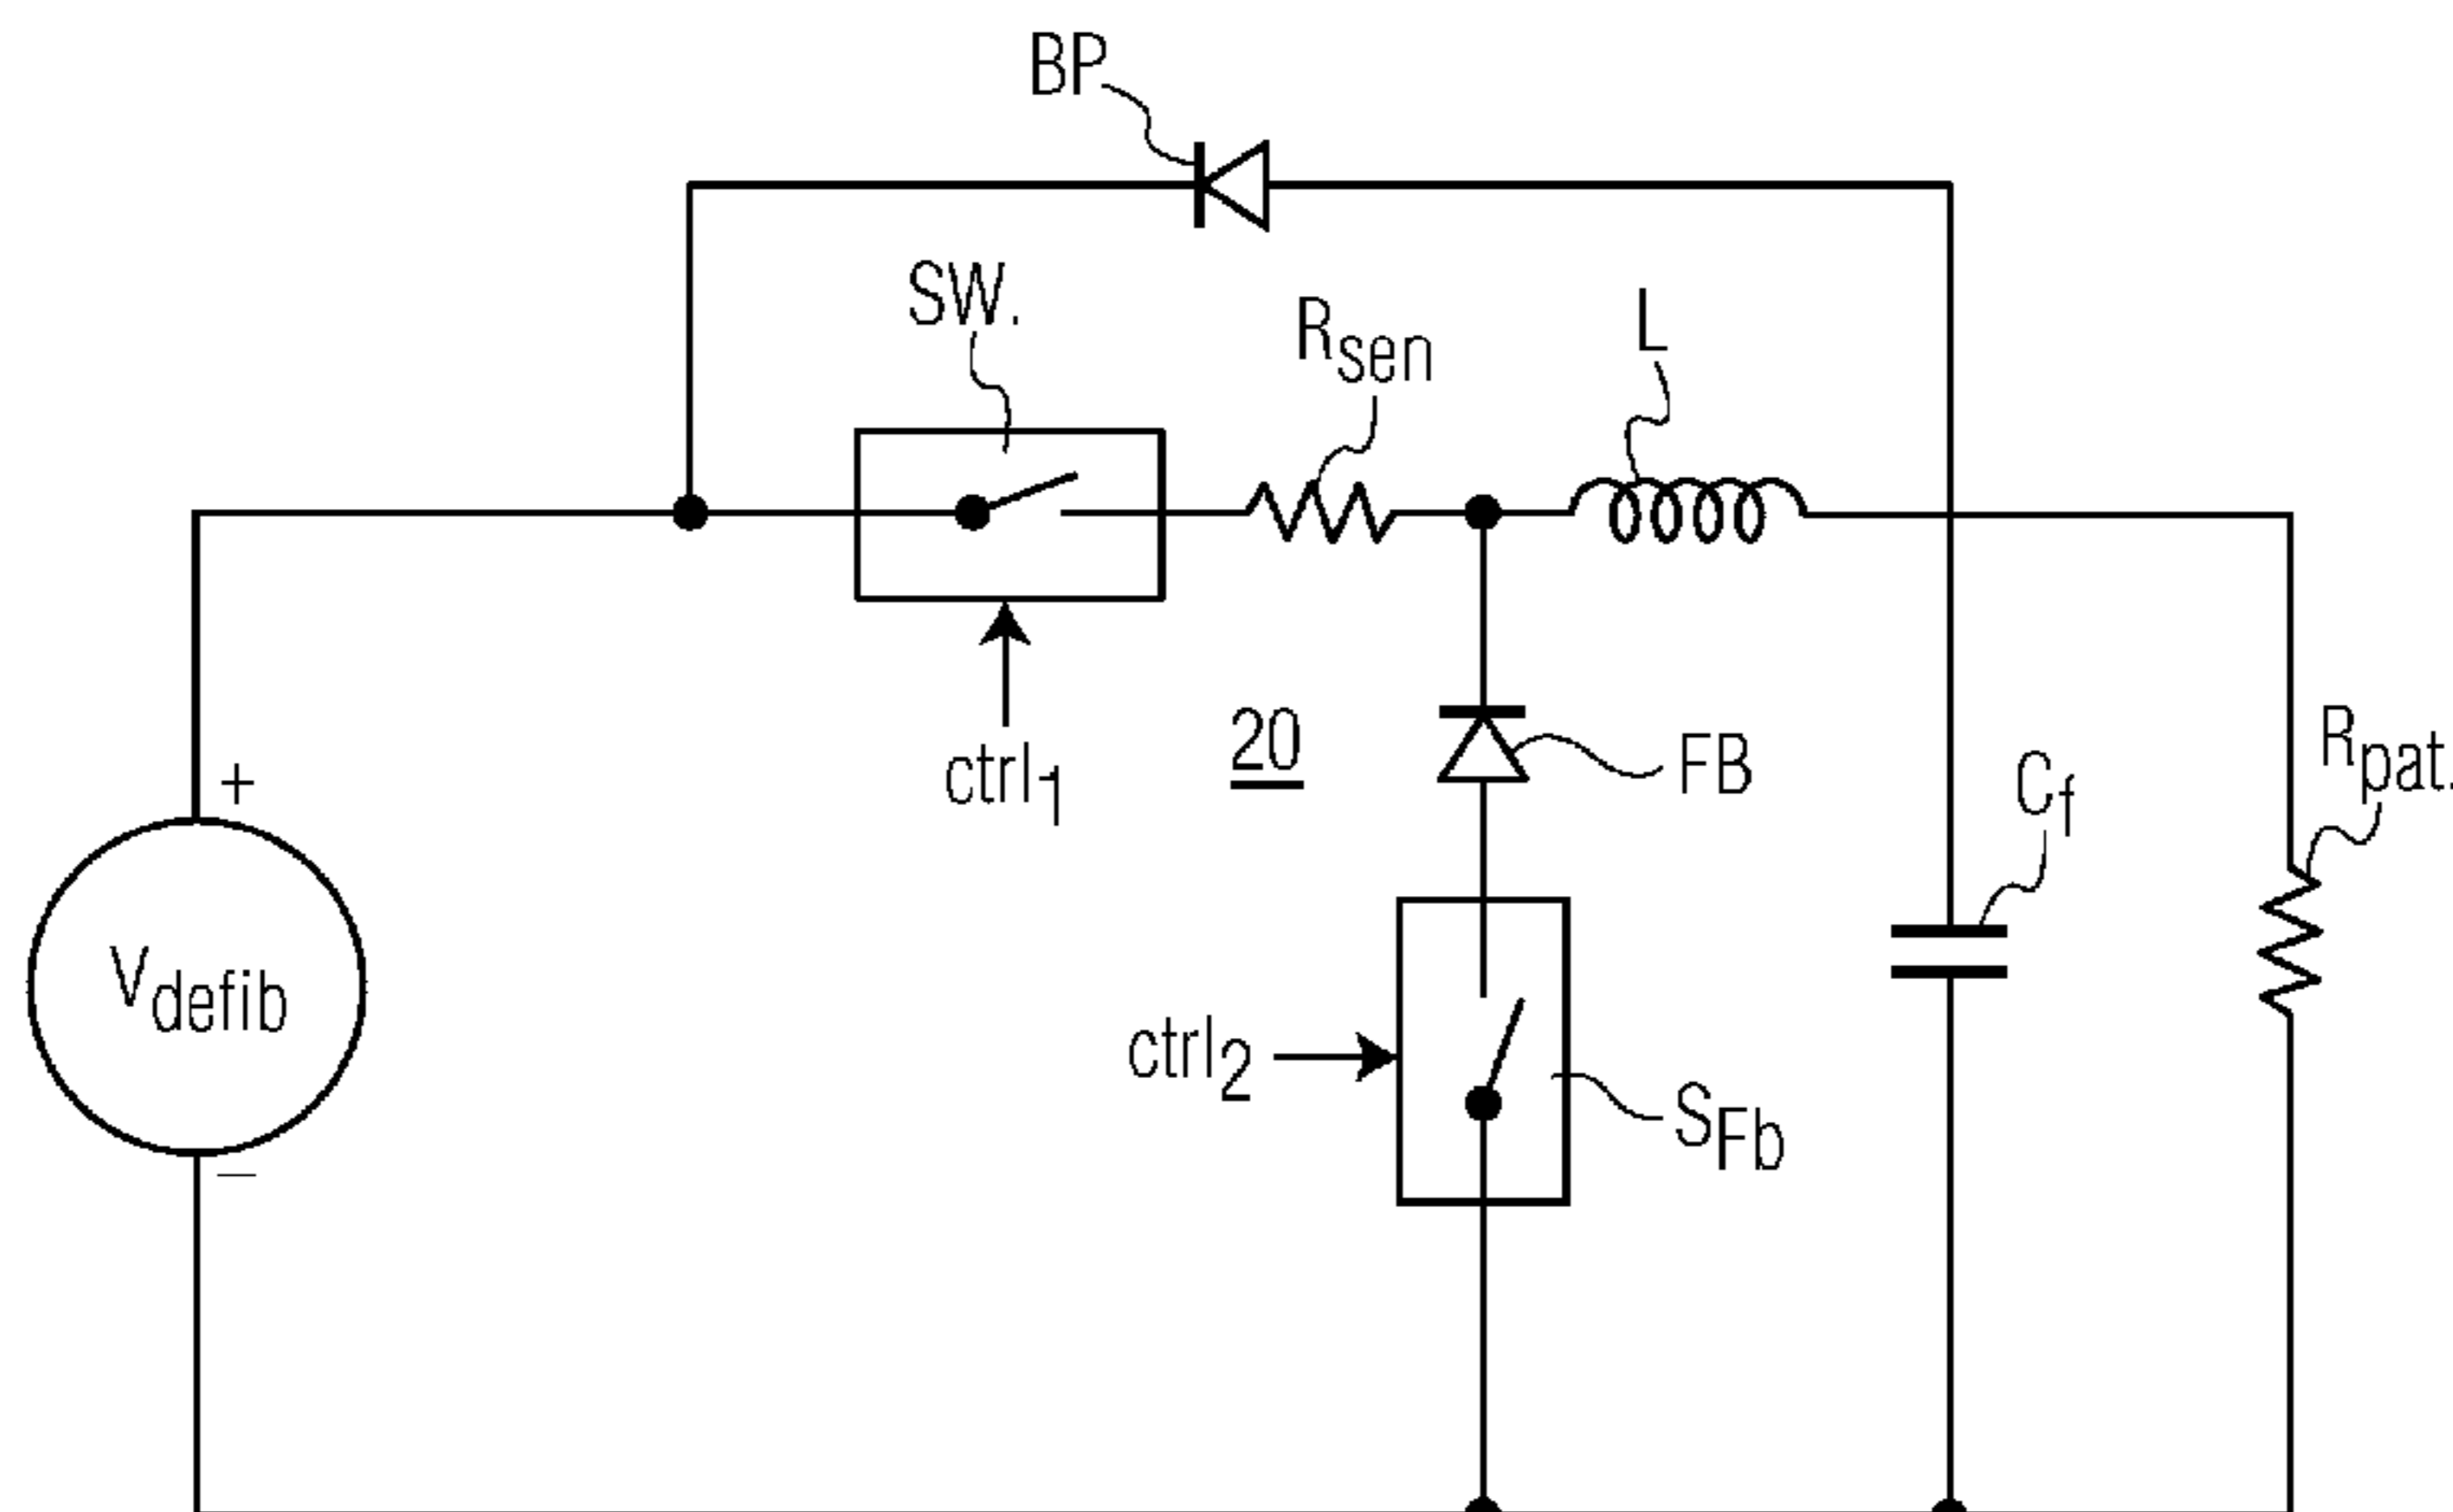 BP
SW.
Rsen
L
ctrl1
20
FB
Cf
Rpat.
+
Vdefib
−
ctrl2
SFb